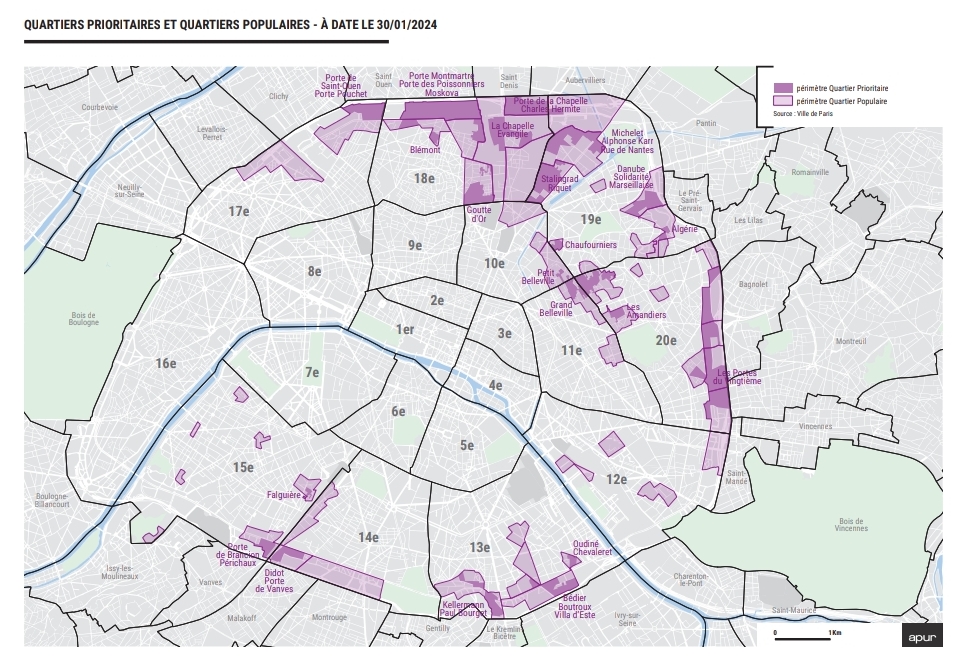 QUARTIERS PRIORITAIRES ET QUARTIERS POPULAIRES - À DATE LE 30/01/2024
périmètre Quartier Prioritaire
périmètre Quartier Populaire
Source : Ville de Paris
Porte de
Saint-Ouen
Porte Pouchet
Saint
Ouen
Porte Montmartre
Porte des Poissonniers
Moskova
Saint
Denis
Aubervilliers
Courbevoie
Clichy
Porte de la Chapelle
Charles Hermite
Levallois-
Perret
La Chapelle
Evangile
Pantin
Michelet
Alphonse Karr
Rue de Nantes
Blémont
18e
Stalingrad
Riquet
Danube
Solidarité
Marseillaise
Romainville
Neuilly-
sur-Seine
Le Pré
Saint-
Gervais
17e
Goutte
d'Or
19e
Les Lilas
Algérie
9e
Chaufourniers
8e
10e
Petit
Belleville
Bagnolet
2e
Grand
Belleville
Les
Amandiers
Bois de
Boulogne
1er
3e
20e
Montreuil
11e
16e
7e
Les Portes
du Vingtième
4e
6e
Vincennes
5e
15e
12e
Saint-
Mandé
Falguière
Boulogne-
Billancourt
Bois de
Vincennes
14e
13e
Oudiné
Chevaleret
Porte
de Brancion
Périchaux
Issy-les-
Moulineaux
Vanves
Didot
Porte
de Vanves
Charenton-
le-Pont
Kellermann
Paul Bourget
Bédier
Boutroux
Villa d'Este
Saint-Maurice
Malakoff
Montrouge
Gentilly
Le Kremlin
Bicêtre
Ivry-sur-
Seine
0 1Km
apur